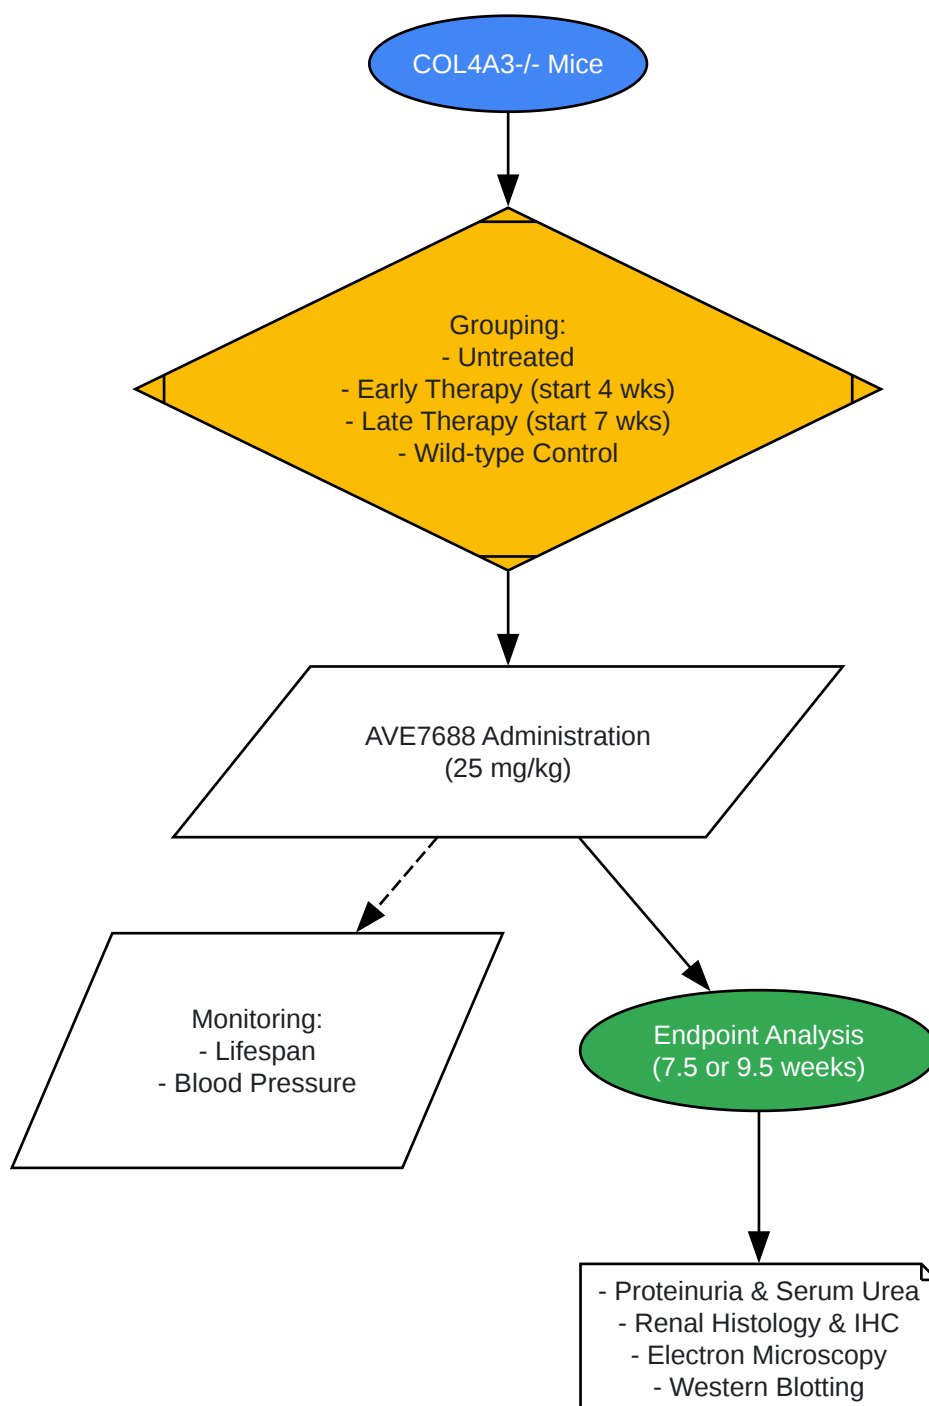 COL4A3-/- Mice
Grouping:
- Untreated
- Early Therapy (start 4 wks)
- Late Therapy (start 7 wks)
- Wild-type Control
AVE7688 Administration
(25 mg/kg)
Monitoring:
- Lifespan
- Blood Pressure
Endpoint Analysis
(7.5 or 9.5 weeks)
- Proteinuria & Serum Urea
- Renal Histology & IHC
- Electron Microscopy
- Western Blotting